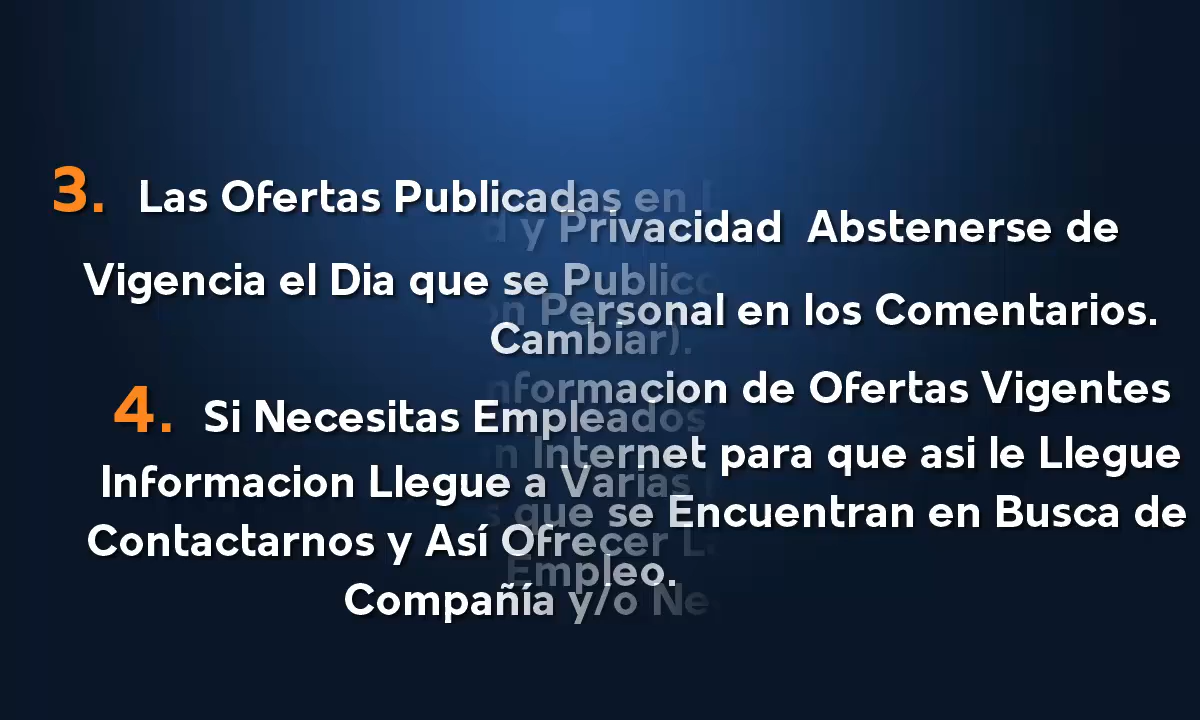 3. Las Ofertas Publicadas en
y Privacidad Abstenerse de
Vigencia el Dia que se
Personal en los Comentarios.
Cambiar).
Informacion de Ofertas Vigentes
4. Si Necesitas Empleados
Internet para que asi le Llegue
Informacion Llegue a Varias
que se Encuentran en Busca de
Contactarnos y Así Ofrecer
Empleo.
Compañía y/o